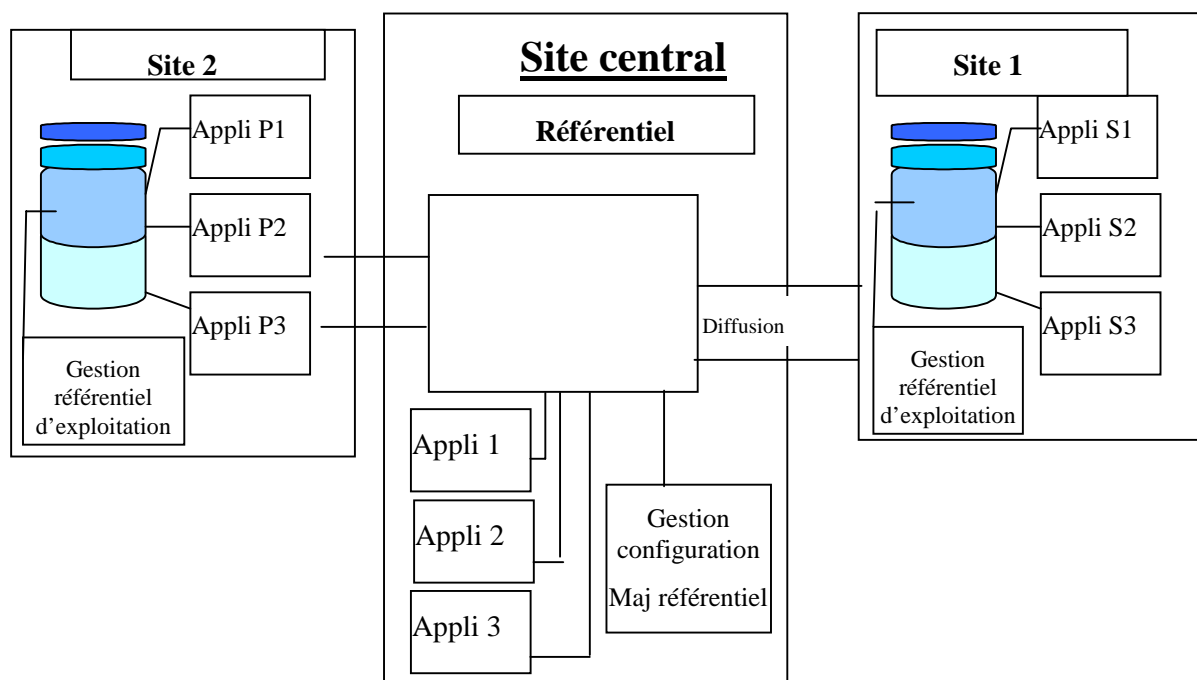 Site 2
Appli P1
Appli P2
Appli P3
Gestion
référentiel
d’exploitation
Site central
Référentiel
Diffusion
Appli 1
Appli 2
Appli 3
Gestion
configuration
Maj référentiel
Site 1
Appli S1
Appli S2
Appli S3
Gestion
référentiel
d’exploitation